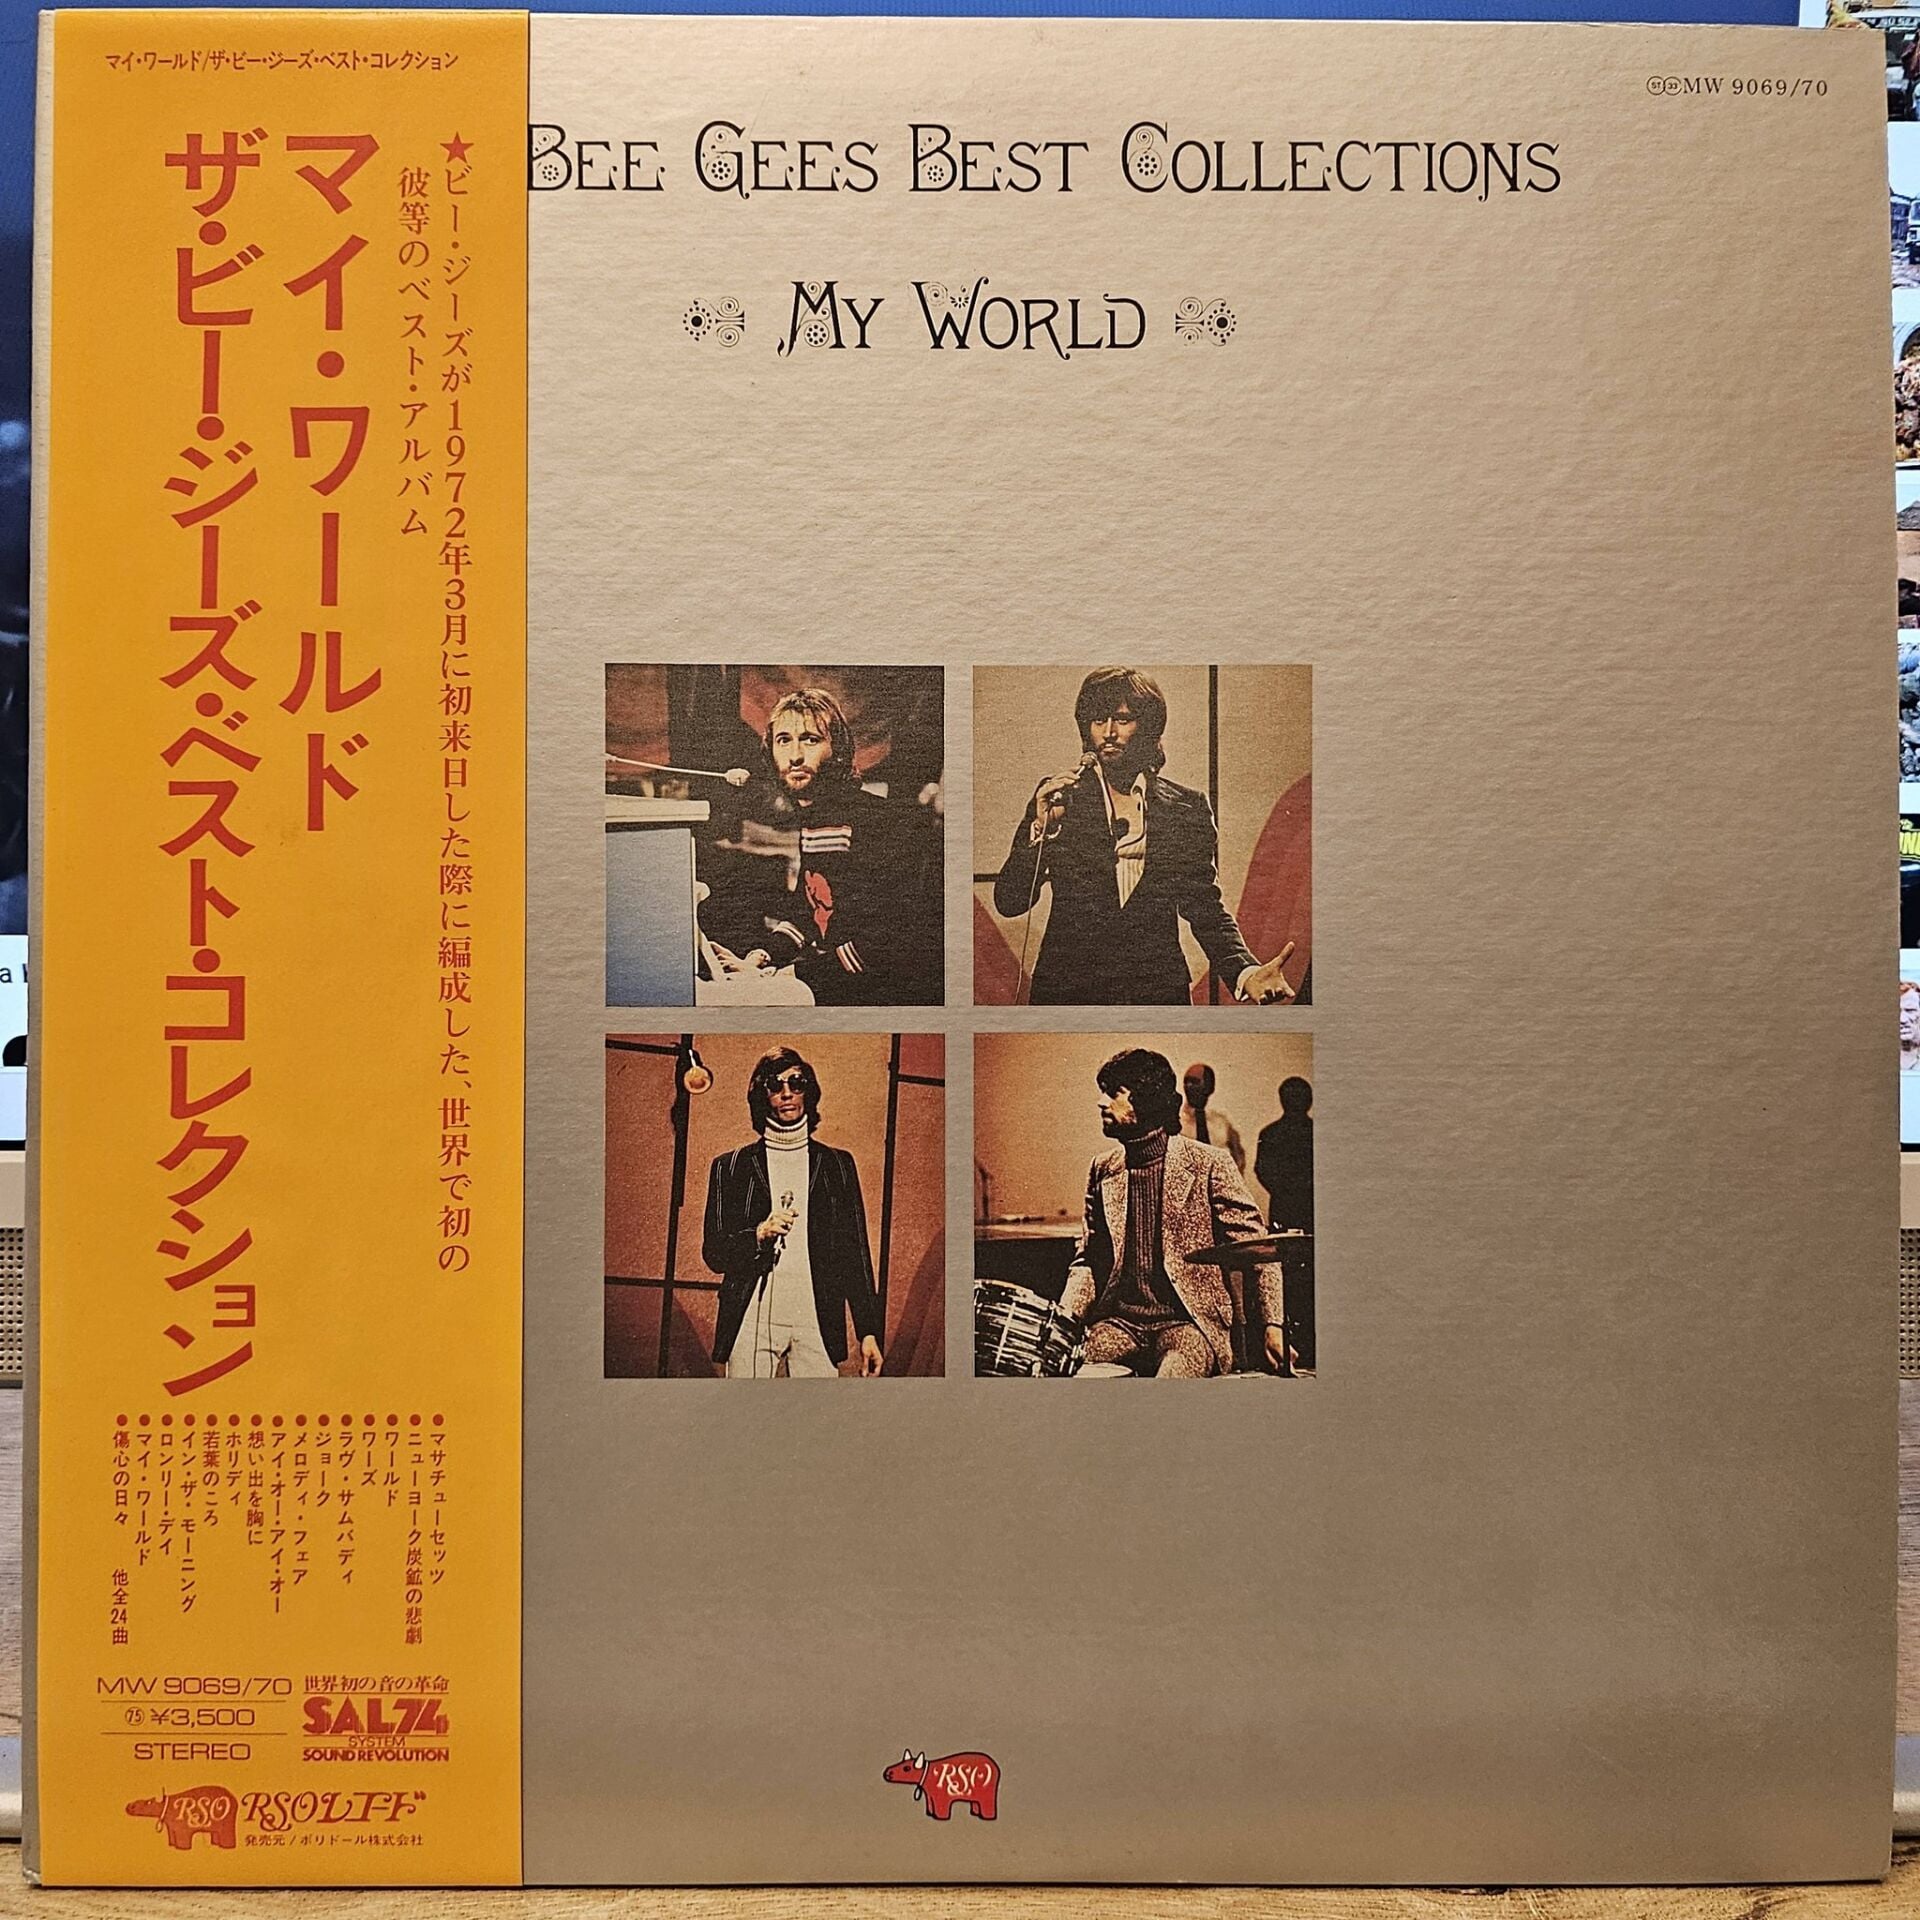 マイ・ワールド/ザ・ビー・ジーズ・ベスト・コレクション
★ビー・ジーズが1972年3月に初来日した際に編成した、世界で初の
彼等のベスト・アルバム
マイ・ワールド
ザ・ビー・ジーズ・ベスト・コレクション
●マサチューセッツ
●ニューヨーク炭鉱の悲劇
●ワールド
●ワーズ
●ラヴ・サムバディ
●ジョーク
●メロディ・フェア
●アイ・オー・アイ・オー
●想い出を胸に
●ホリディ
●若葉のころ
●イン・ザ・モーニング
●ロンリー・デイ
●マイ・ワールド
●傷心の日々 他全24曲
MW 9069/70
㊄ ¥3,500
STEREO
世界初の音の革命
SAL74
SYSTEM
SOUND REVOLUTION
RSO RSOレコード
発売元/ポリドール株式会社
ST 33 MW 9069/70
BEE GEES BEST COLLECTIONS
MY WORLD
RSO